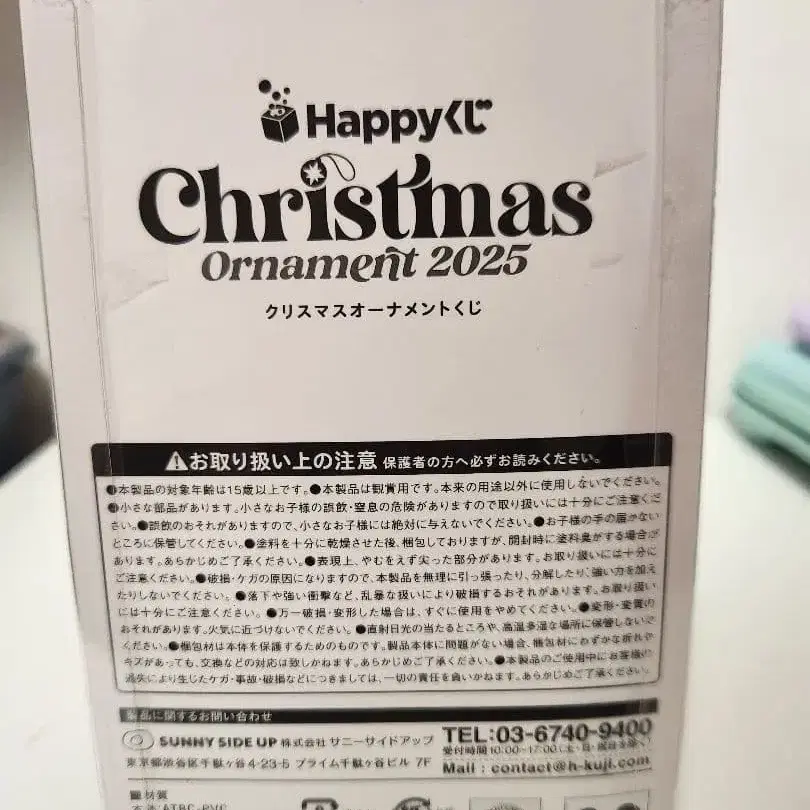 Happyくじ
Christmas
Ornament 2025
クリスマスオーナメントくじ
⚠お取り扱い上の注意 保護者の方へ必ずお読みください。
●本製品の対象年齢は15歳以上です。●本製品は観賞用です。本来の用途以外に使用しないでください。
●小さな部品があります。小さなお子様の誤飲・窒息の危険がありますので取り扱いには十分にご注意くだ
さい。●誤飲のおそれがありますので、小さなお子様には絶対に与えないでください。●お子様の手の届かない
ところに保管してください。●塗料を十分に乾燥させた後、梱包しておりますが、開封時に塗料臭がする場合が
あります。あらかじめご了承ください。●表現上、やむをえず尖った部分があります。お取り扱いには十分に
ご注意ください。●破損・ケガの原因になりますので、本製品を無理に引っ張ったり、分解したり、強い力を加え
たりしないでください。●落下や強い衝撃など、乱暴な扱いにより破損するおそれがあります。お取り扱い
には十分にご注意ください。●万一破損・変形した場合は、すぐに使用をやめてください。●変形・変質の
おそれがあります。火気に近づけないでください。●直射日光の当たるところや、高温多湿な場所に保管しないで
ください。●梱包材は本体を保護するためのものです。製品本体に問題がない場合、梱包材にわずかな折れや
キズがあっても、交換などの対応は致しかねます。あらかじめご了承ください。●本製品のご使用中にお客様の
過失により生じたケガ・事故・破損などにつきましては、一切の責任を負いかねます。あらかじめご了承ください。
製品に関するお問い合わせ
SUNNY SIDE UP 株式会社 サニーサイドアップ
東京都渋谷区千駄ヶ谷4-23-5 プライム千駄ヶ谷ビル 7F
TEL:03-6740-9400
受付時間10:00~17:00(土・日・祝日を除く)
Mail : contact@h-kuji.com
■材質
本体:ATBC-PVC